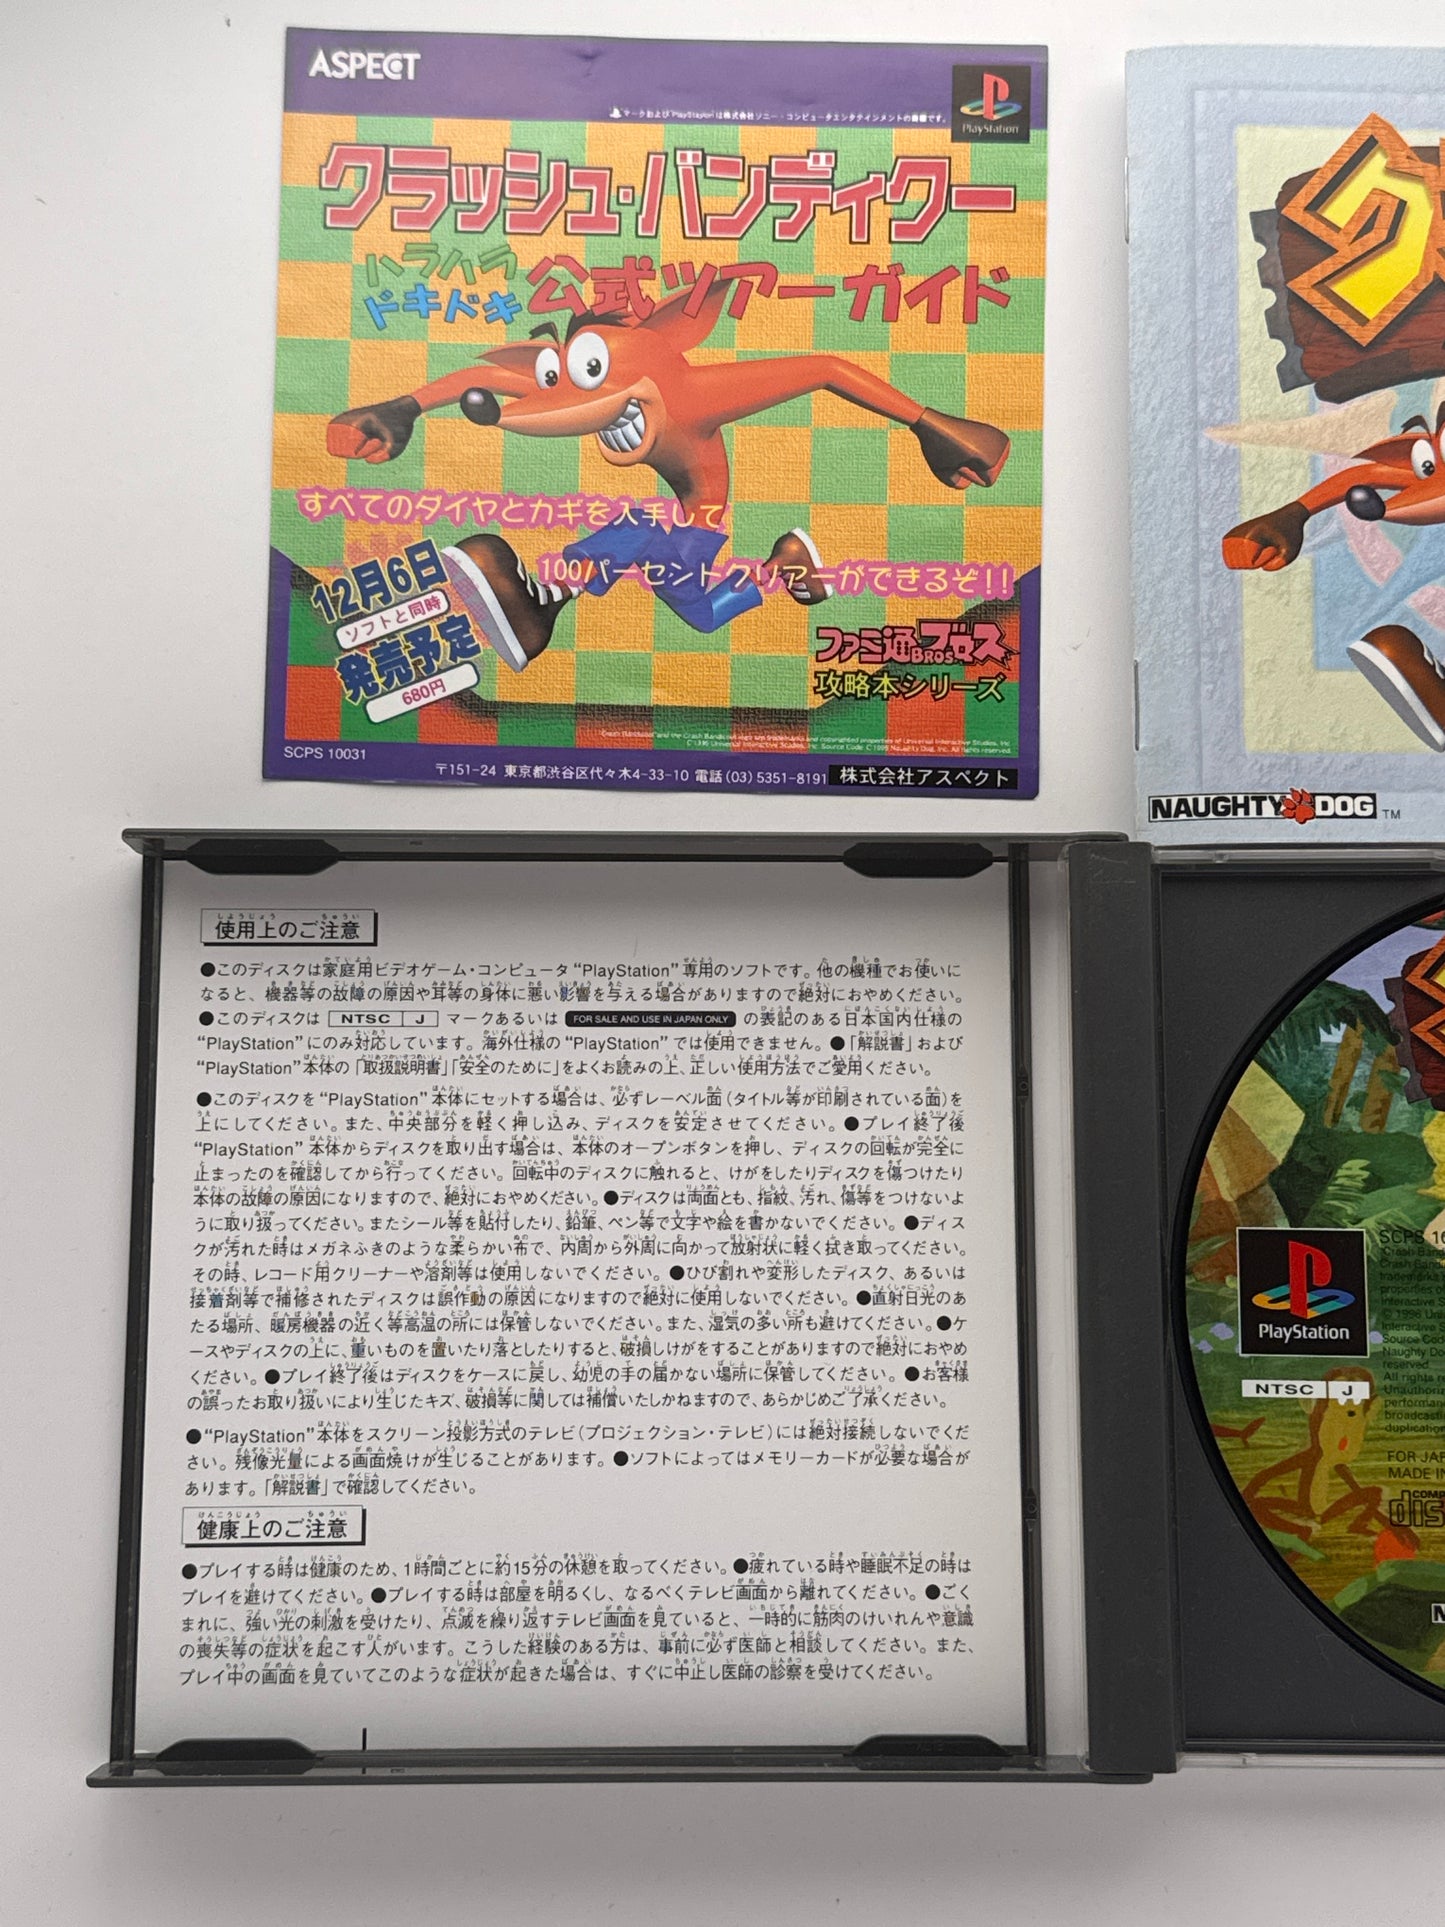 ASPECT
マークおよび"PlayStation"は株式会社ソニー・コンピュータエンタテインメントの商標です。
PlayStation
クラッシュ・バンディクー
ハラハラ
ドキドキ
公式ツアーガイド
すべてのダイヤとカギを入手して
100パーセントクリアーができるぞ!!
12月6日
ソフトと同時
発売予定
680円
ファミ通ブロス
BROS.
攻略本シリーズ
SCPS 10031
〒151-24 東京都渋谷区代々木4-33-10 電話(03)5351-8191 株式会社アスペクト
NAUGHTY DOG TM
使用上のご注意
●このディスクは家庭用ビデオゲーム・コンピュータ“PlayStation”専用のソフトです。他の機種でお使いに
なると、機器等の故障の原因や耳等の身体に悪い影響を与える場合がありますので絶対におやめください。
●このディスクは NTSC J マークあるいは FOR SALE AND USE IN JAPAN ONLY の表記のある日本国内仕様の
“PlayStation”にのみ対応しています。海外仕様の“PlayStation”では使用できません。●「解説書」および
“PlayStation”本体の「取扱説明書」「安全のために」をよくお読みの上、正しい使用方法でご愛用ください。
●このディスクを“PlayStation”本体にセットする場合は、必ずレーベル面(タイトル等が印刷されている面)を
上にしてください。また、中央部分を軽く押し込み、ディスクを安定させてください。●プレイ終了後
“PlayStation”本体からディスクを取り出す場合は、本体のオープンボタンを押し、ディスクの回転が完全に
止まったのを確認してから行ってください。回転中のディスクに触れると、けがをしたりディスクを傷つけたり
本体の故障の原因になりますので、絶対におやめください。●ディスクは両面とも、指紋、汚れ、傷等をつけないよ
うに取り扱ってください。またシール等を貼付したり、鉛筆、ペン等で文字や絵を書かないでください。●ディス
クが汚れた時はメガネふきのような柔らかい布で、内周から外周に向かって放射状に軽く拭き取ってください。
その時、レコード用クリーナーや溶剤等は使用しないでください。●ひび割れや変形したディスク、あるいは
接着剤等で補修されたディスクは誤作動の原因になりますので絶対に使用しないでください。●直射日光のあ
たる場所、暖房機器の近く等高温の所には保管しないでください。また、湿気の多い所も避けてください。●ケ
ースやディスクの上に、重いものを置いたり落としたりすると、破損しけがをすることがありますので絶対におやめ
ください。●プレイ終了後はディスクをケースに戻し、幼児の手の届かない場所に保管してください。●お客様
の誤ったお取り扱いにより生じたキズ、破損等に関しては補償いたしかねますので、あらかじめご了承ください。
●“PlayStation”本体をスクリーン投影方式のテレビ(プロジェクション・テレビ)には絶対接続しないでくだ
さい。残像光量による画面焼けが生じることがあります。●ソフトによってはメモリーカードが必要な場合が
あります。「解説書」で確認してください。
健康上のご注意
●プレイする時は健康のため、1時間ごとに約15分の休憩を取ってください。●疲れている時や睡眠不足の時は
プレイを避けてください。●プレイする時は部屋を明るくし、なるべくテレビ画面から離れてください。●ごく
まれに、強い光の刺激を受けたり、点滅を繰り返すテレビ画面を見ていると、一時的に筋肉のけいれんや意識
の喪失等の症状を起こす人がいます。こうした経験のある方は、事前に必ず医師と相談してください。また、
プレイ中の画面を見ていてこのような症状が起きた場合は、すぐに中止し医師の診察を受けてください。
PlayStation
NTSC J
SCPS 10
Interactive S
Source Code
Naughty Do
reserved
All rights re
Unauthoriz
performan
broadcasti
duplication
FOR JAP
MADE IN
COMP
dis